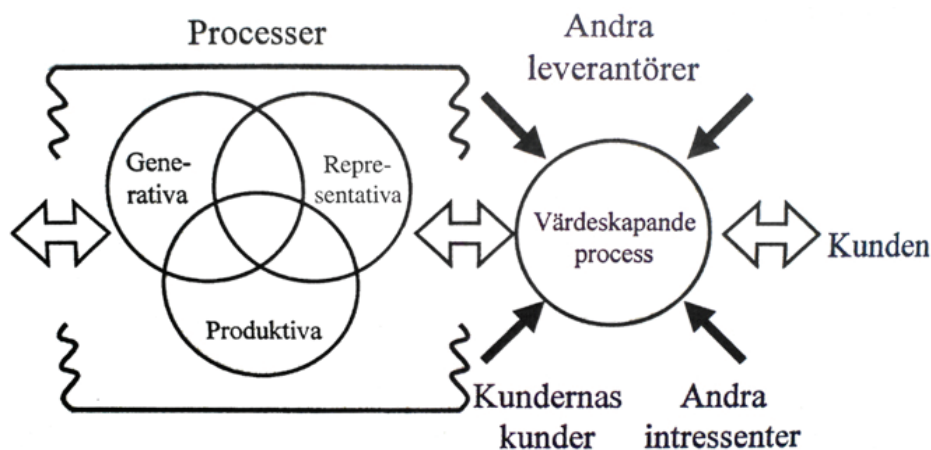 Processer
Andra
leverantörer
Gene-
rativa
Repre-
sentativa
Produktiva
Värdeskapande
process
Kunden
Kundernas
kunder
Andra
intressenter